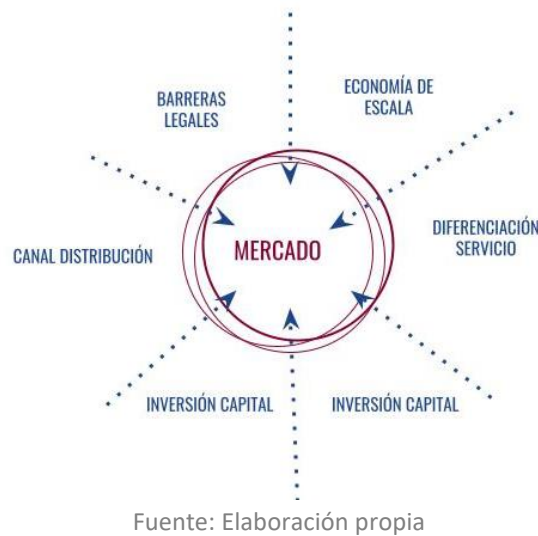 ECONOMÍA DE
ESCALA
BARRERAS
LEGALES
DIFERENCIACIÓN
SERVICIO
MERCADO
CANAL DISTRIBUCIÓN
INVERSIÓN CAPITAL
INVERSIÓN CAPITAL
Fuente: Elaboración propia